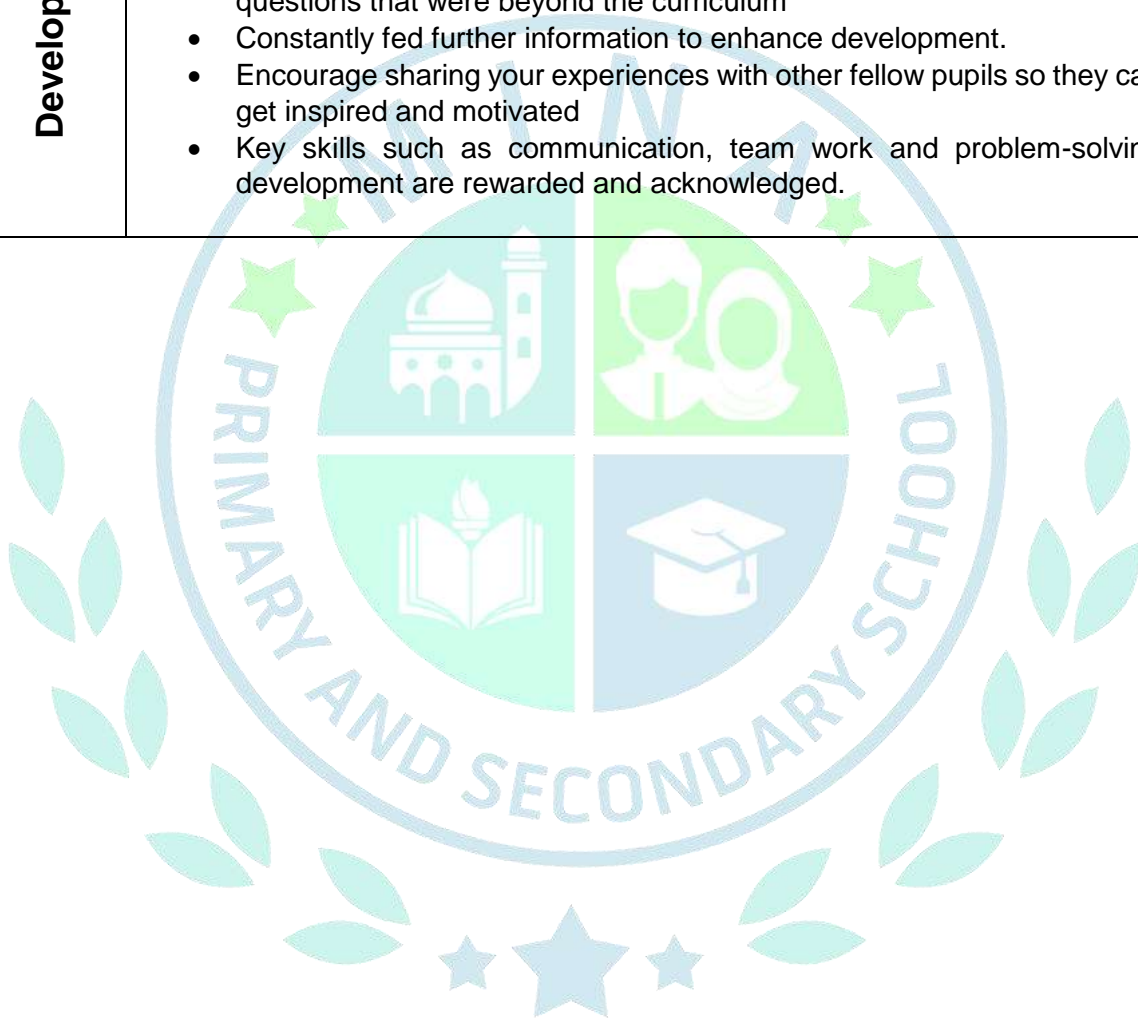 questions that were beyond the curriculum
• Constantly fed further information to enhance development.
• Encourage sharing your experiences with other fellow pupils so they ca
get inspired and motivated
• Key skills such as communication, team work and problem-solvin
development are rewarded and acknowledged.
Develop
MINA
PRIMARY AND SECONDARY SCHOOL